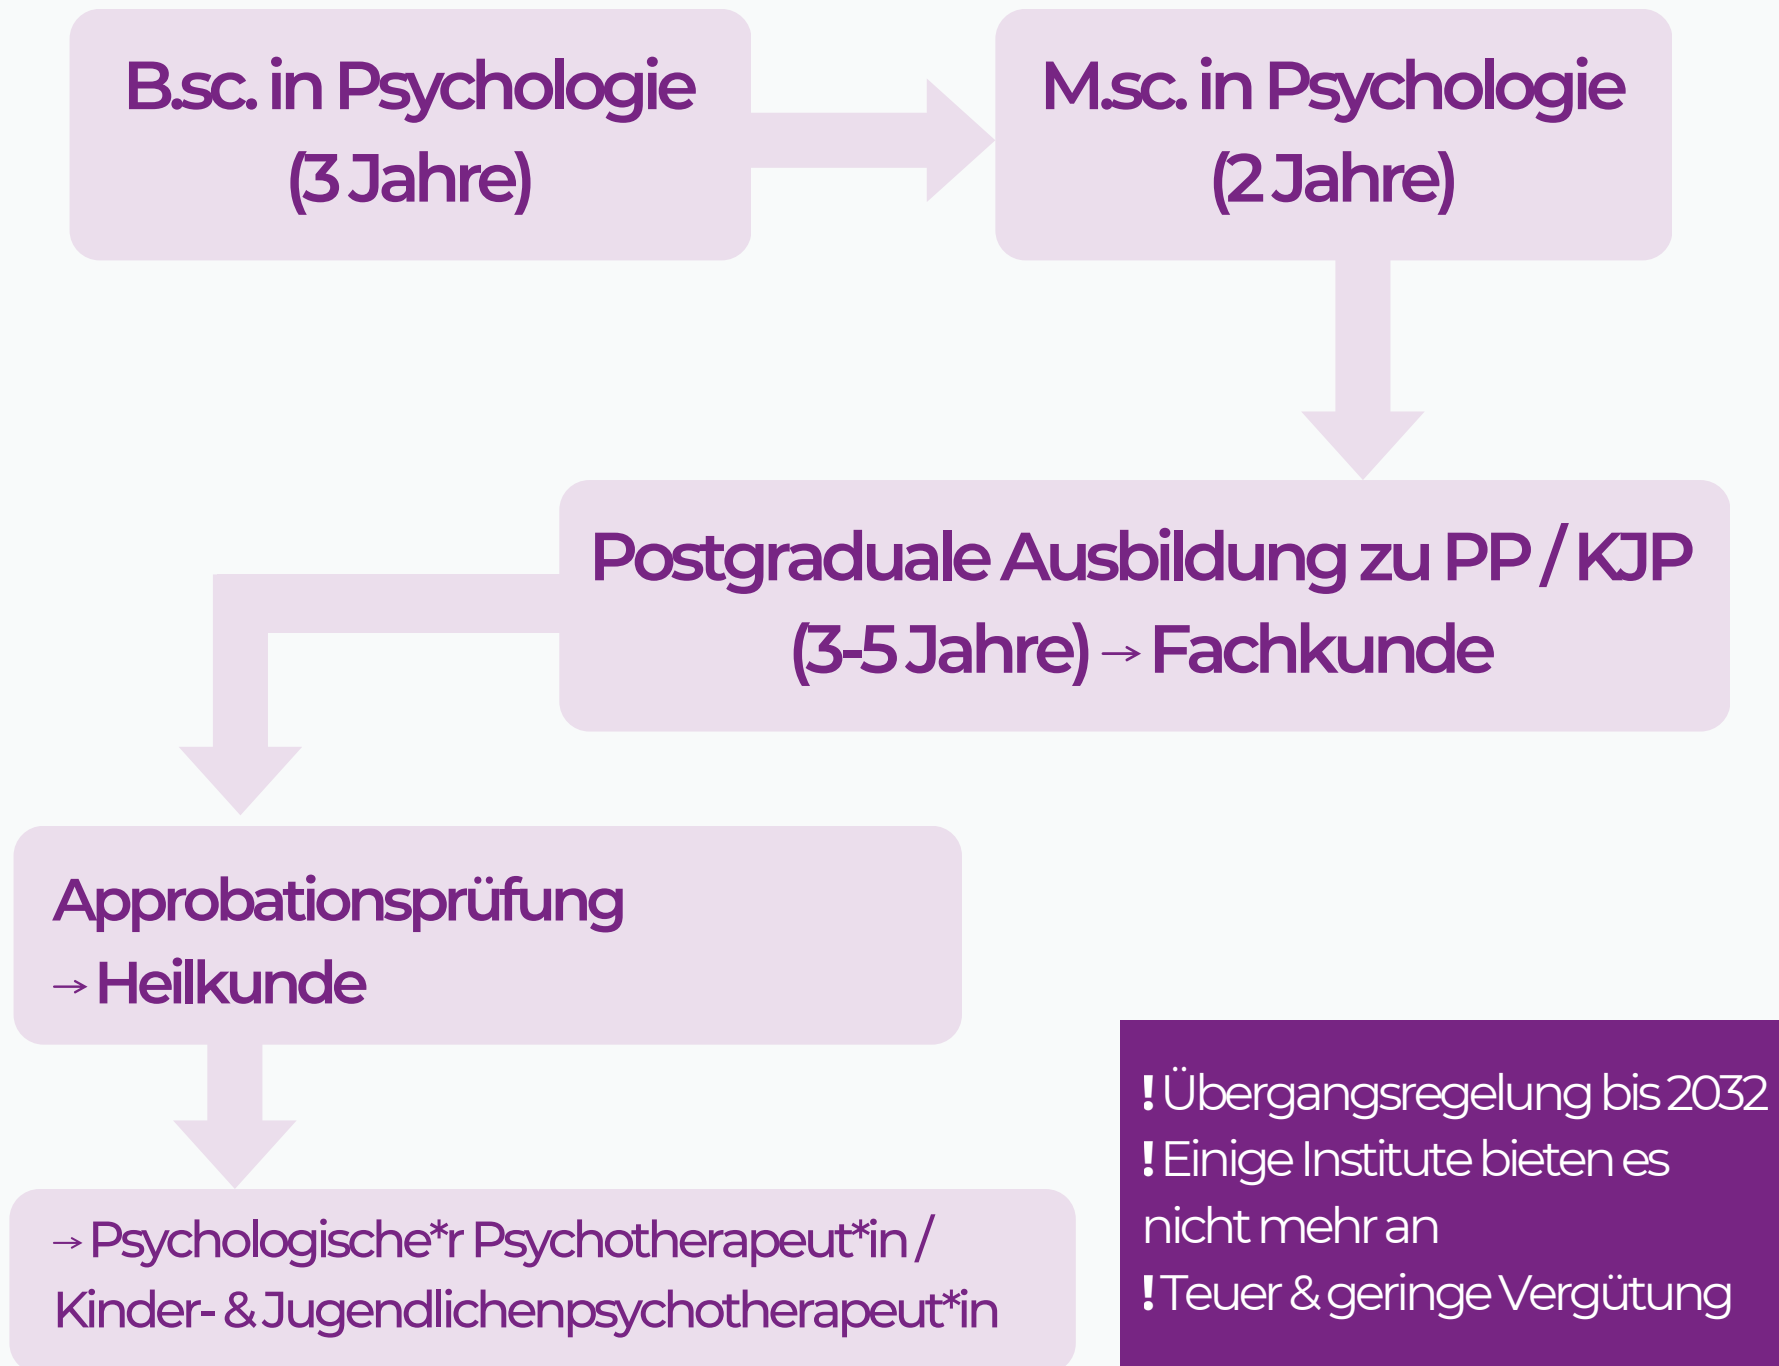 B.sc. in Psychologie
(3 Jahre)
M.sc. in Psychologie
(2 Jahre)
Postgraduale Ausbildung zu PP / KJP
(3-5 Jahre) → Fachkunde
Approbationsprüfung
→ Heilkunde
→ Psychologische*r Psychotherapeut*in /
Kinder- & Jugendlichenpsychotherapeut*in
! Übergangsregelung bis 2032
! Einige Institute bieten es
nicht mehr an
! Teuer & geringe Vergütung